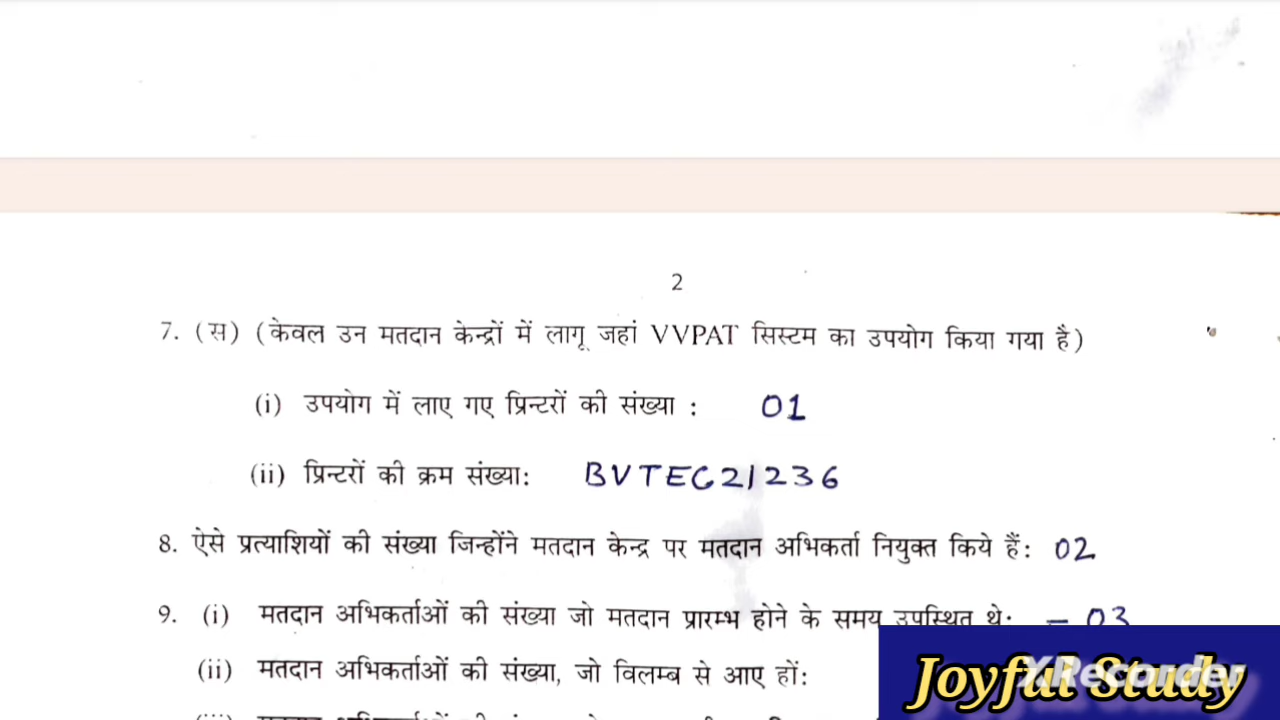 2
7. (स) (केवल उन मतदान केन्द्रों में लागू जहां VVPAT सिस्टम का उपयोग किया गया है)
(i) उपयोग में लाए गए प्रिन्टरों की संख्या : 01
(ii) प्रिन्टरों की क्रम संख्या: BVTEC21236
8. ऐसे प्रत्याशियों की संख्या जिन्होंने मतदान केन्द्र पर मतदान अभिकर्ता नियुक्त किये हैं: 02
9. (i) मतदान अभिकर्ताओं की संख्या जो मतदान प्रारम्भ होने के समय उपस्थित थे: – 03
(ii) मतदान अभिकर्ताओं की संख्या, जो विलम्ब से आए हों:
Joyful Study
XRecorder